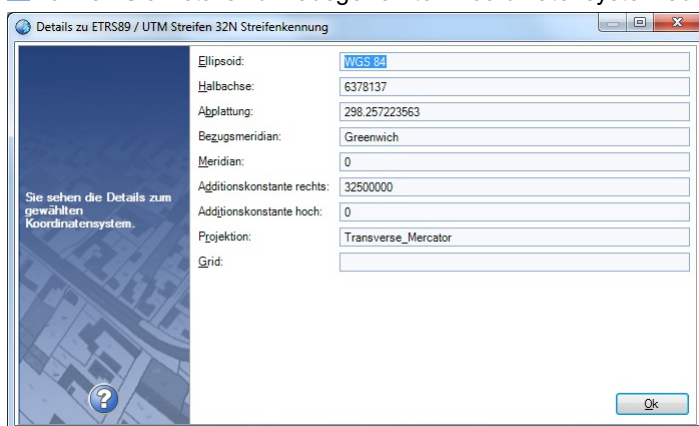 Details zu ETRS89 / UTM Streifen 32N Streifenkennung
Ellipsoid: WGS 84
Halbachse: 6378137
Abplattung: 298.257223563
Bezugsmeridian: Greenwich
Meridian: 0
Additionskonstante rechts: 32500000
Additionskonstante hoch: 0
Projektion: Transverse_Mercator
Grid:
Sie sehen die Details zum
gewählten
Koordinatensystem.
?
Ok